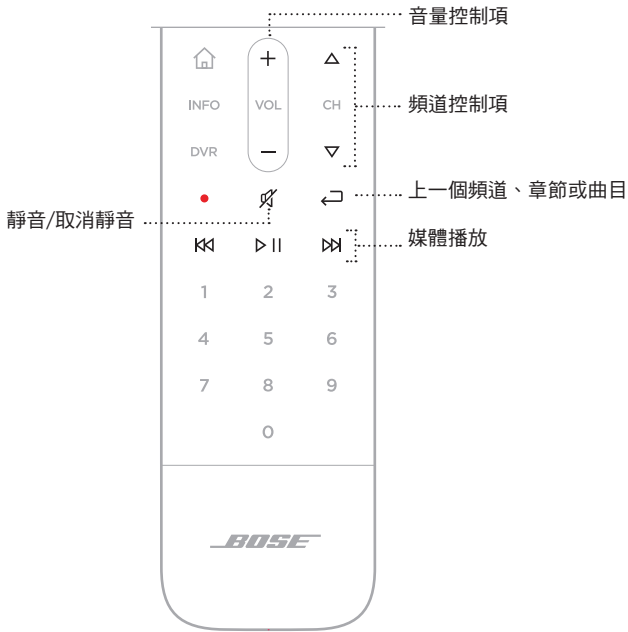 音量控制項
INFO VOL CH
頻道控制項
DVR
上一個頻道、章節或曲目
靜音/取消靜音
媒體播放
1 2 3
4 5 6
7 8 9
0
BOSE